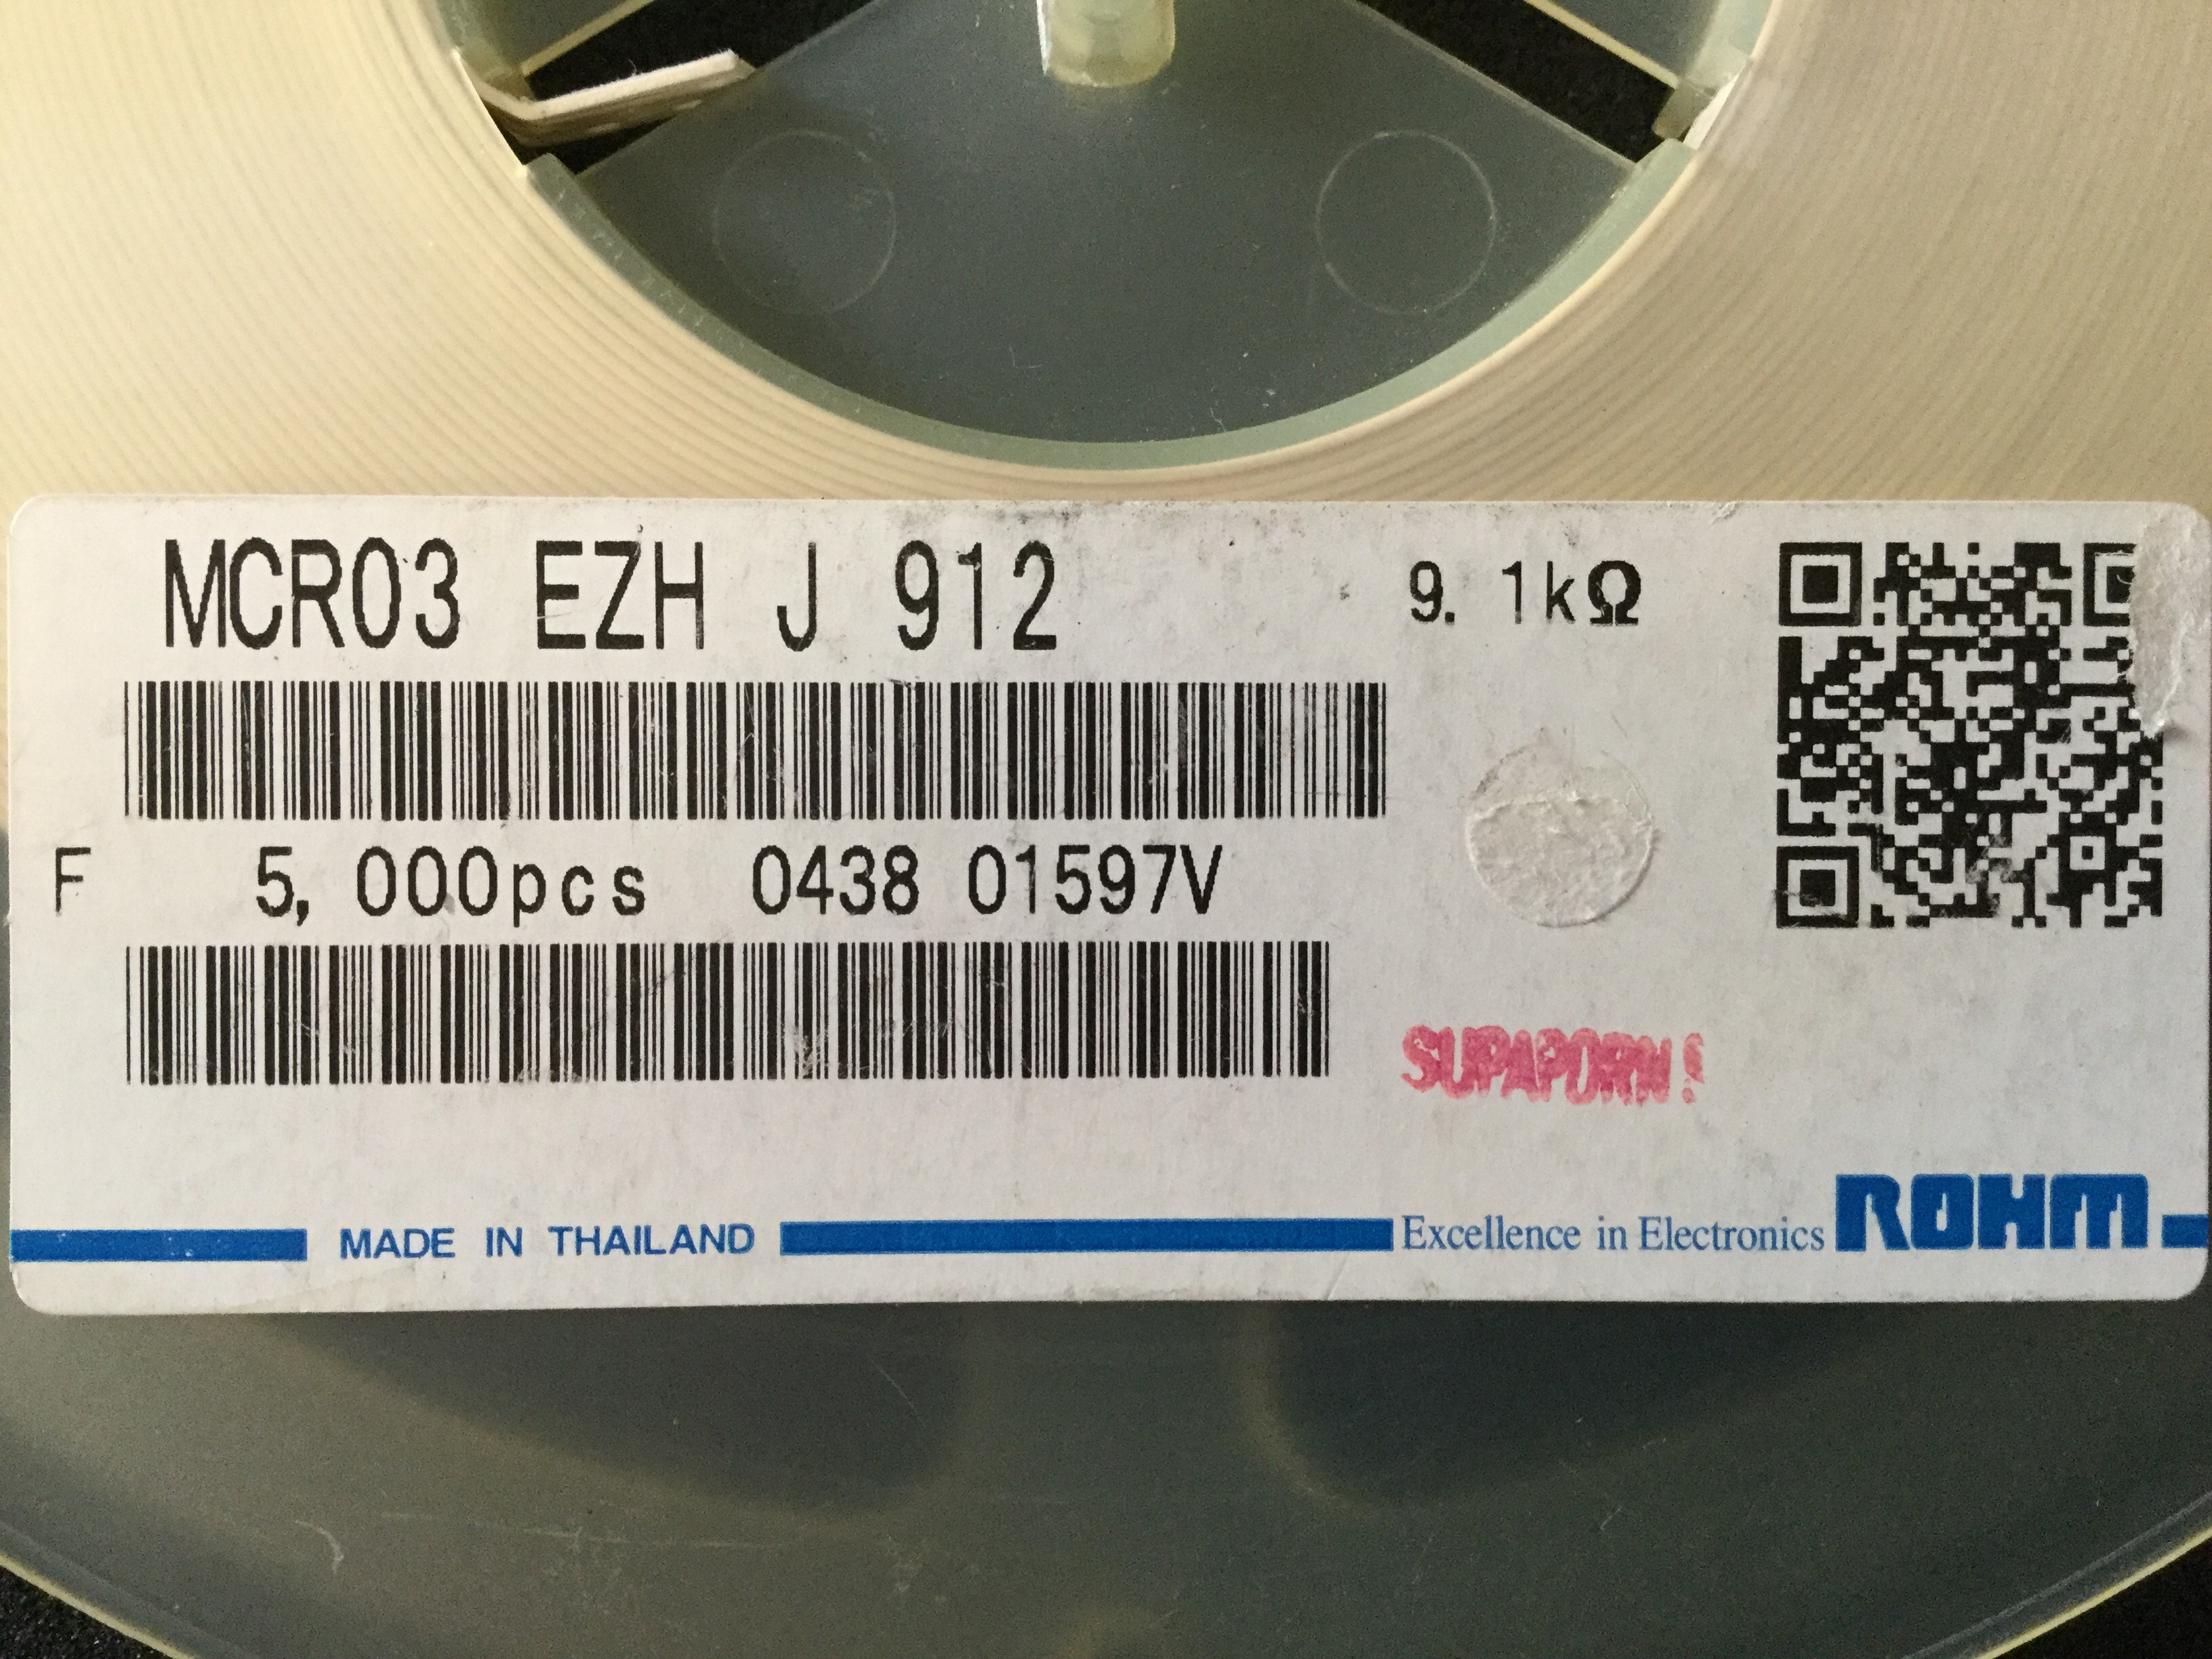 MCR03 EZH J 912 9. 1kΩ
F 5, 000pcs 0438 01597V
SUPAPORN
MADE IN THAILAND Excellence in Electronics ROHM